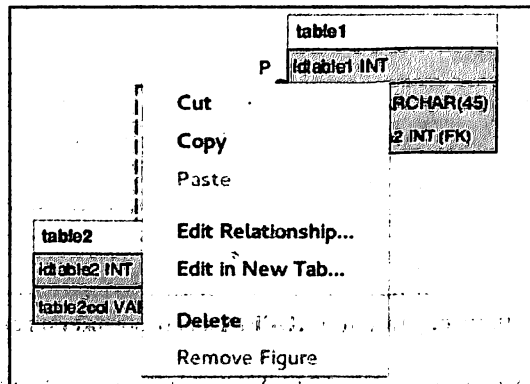 table1
P idtable1 INT
Cut
RCHAR(45)
Copy
2 INT (FK)
Paste
table2
Edit Relationship...
idtable2 INT
Edit in New Tab...
table2col VAI
Delete
Remove Figure